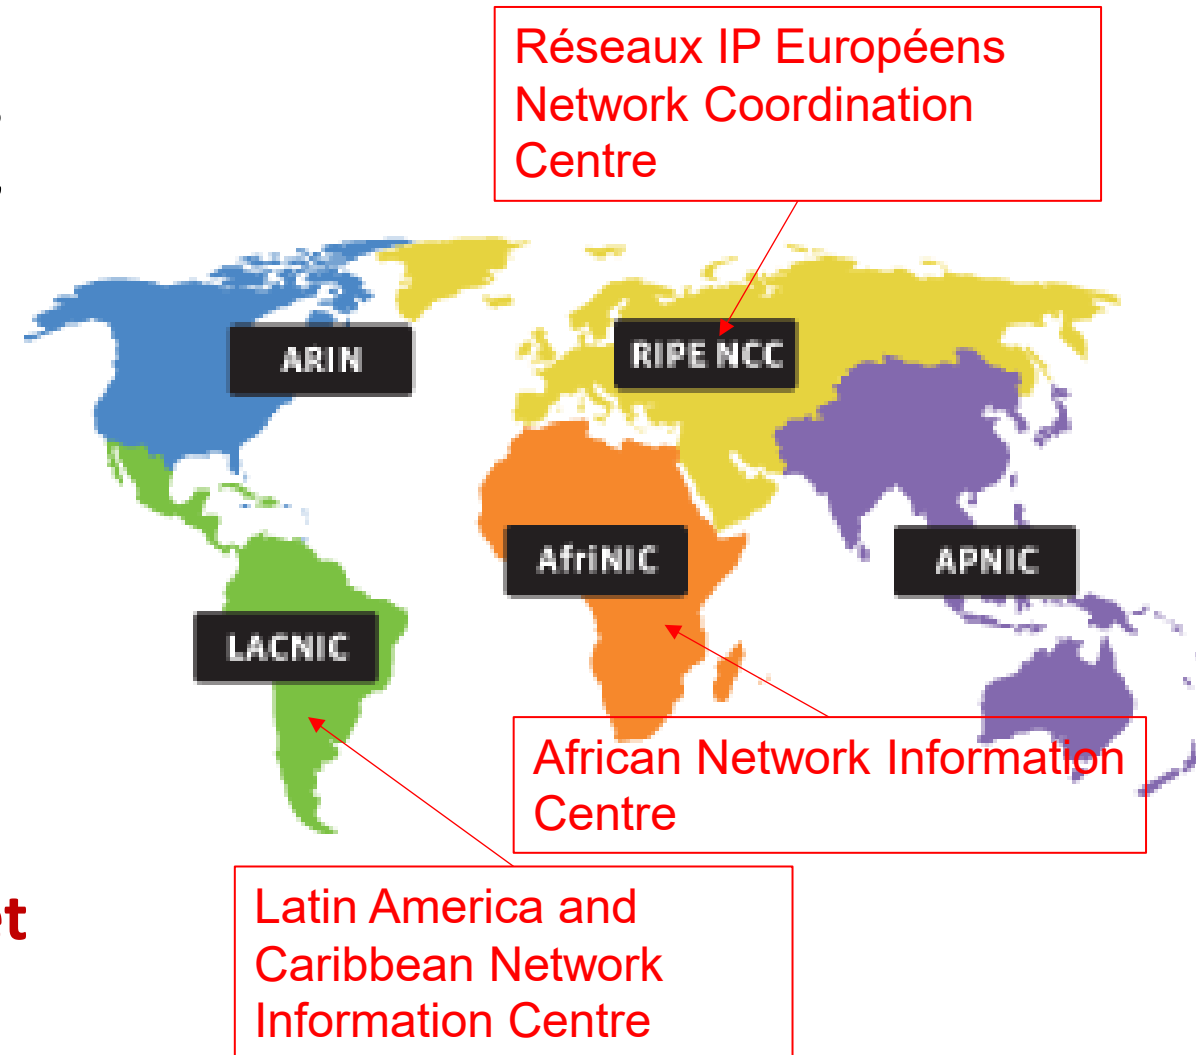 Réseaux IP Européens
Network Coordination
Centre
ARIN
RIPE NCC
AfriNIC
APNIC
LACNIC
African Network Information
Centre
Latin America and
Caribbean Network
Information Centre